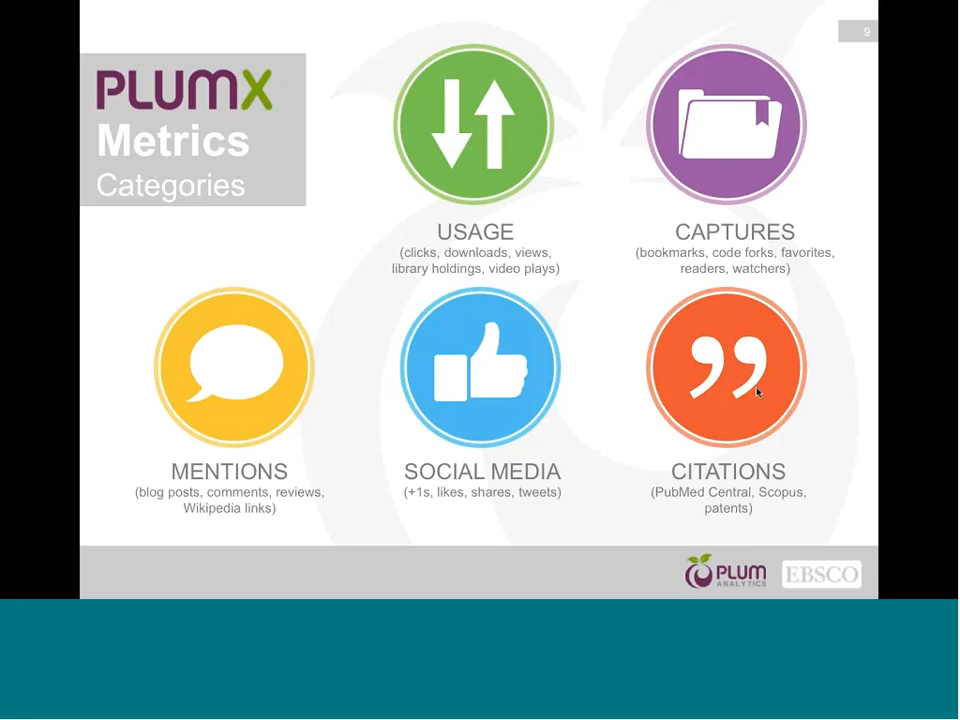 9
PLUMX
Metrics
Categories
USAGE
(clicks, downloads, views,
library holdings, video plays)
CAPTURES
(bookmarks, code forks, favorites,
readers, watchers)
MENTIONS
(blog posts, comments, reviews,
Wikipedia links)
SOCIAL MEDIA
(+1s, likes, shares, tweets)
CITATIONS
(PubMed Central, Scopus,
patents)
PLUM
ANALYTICS
EBSCO